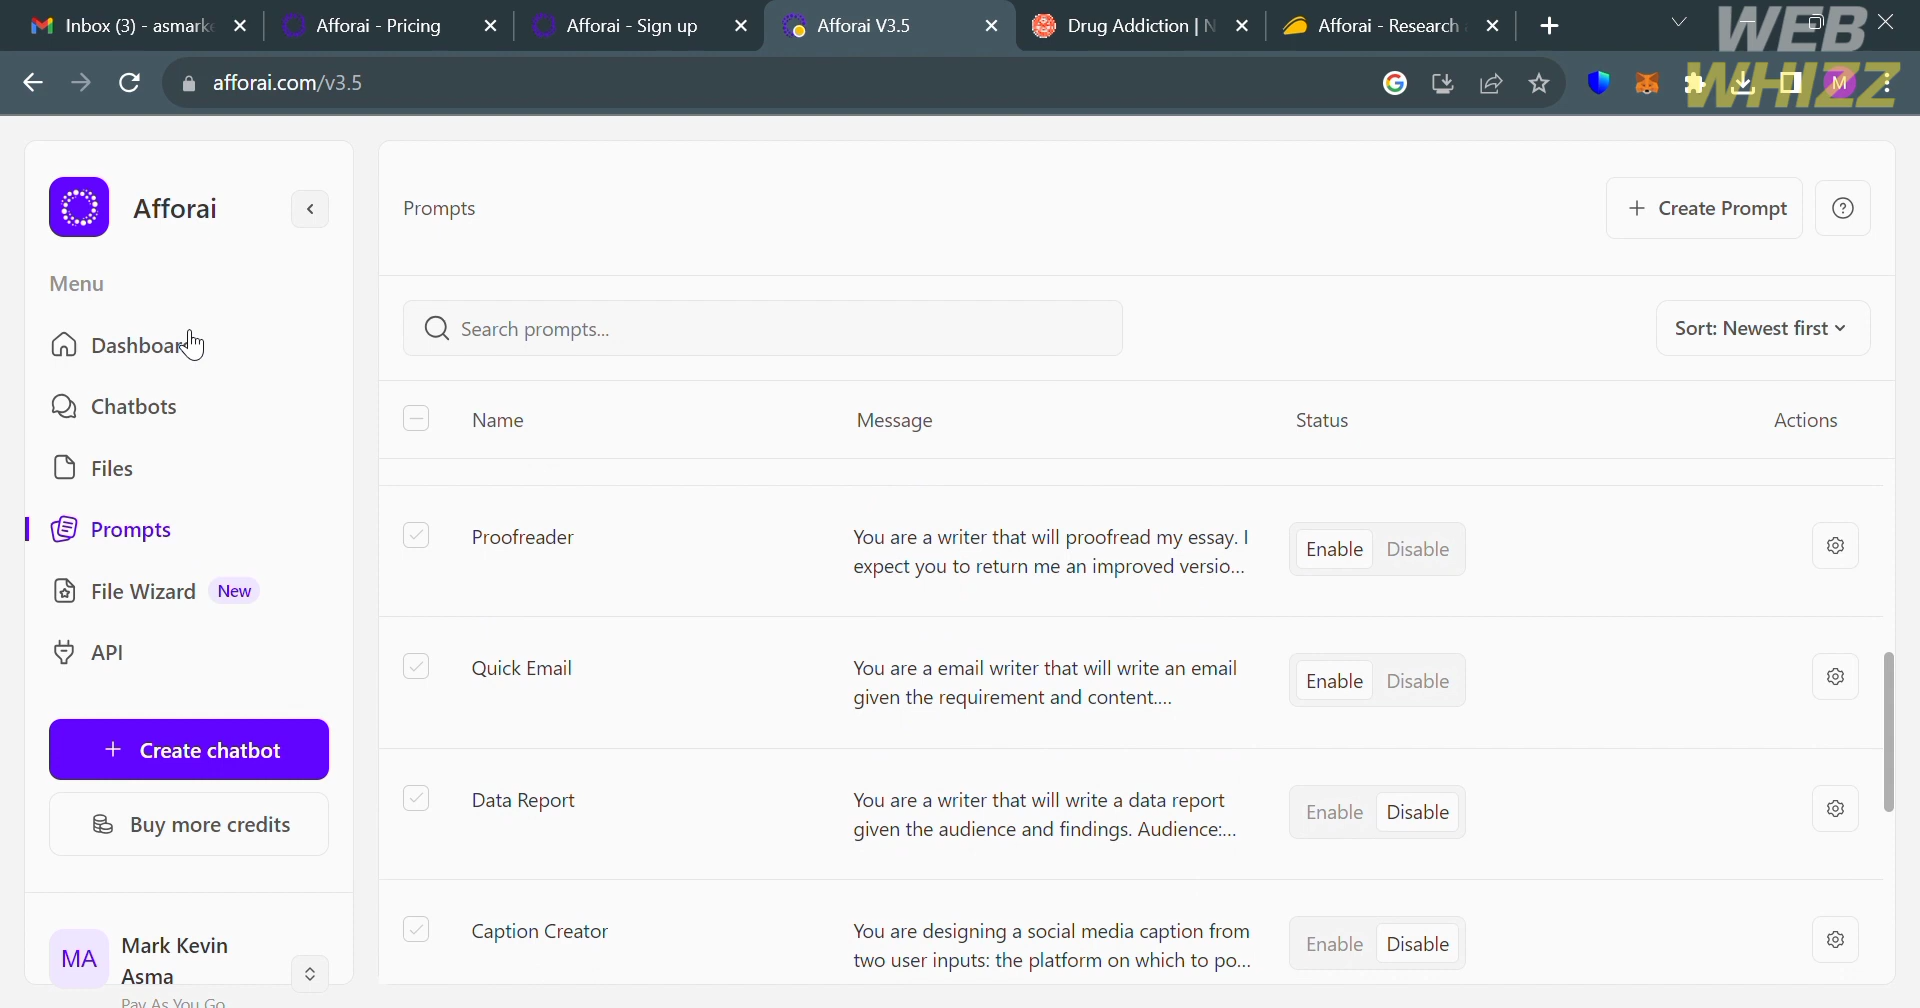 Inbox (3) - asmark
Afforai - Pricing
Afforai - Sign up
Afforai V3.5
Drug Addiction | N
Afforai - Research
WEB
WHIZZ
afforai.com/v3.5
M
Afforai
Menu
Dashboar
Chatbots
Files
Prompts
File Wizard New
API
+ Create chatbot
Buy more credits
MA
Mark Kevin
Asma
Pay As You Go
Prompts
+ Create Prompt
Search prompts...
Sort: Newest first
Name Message Status Actions
Proofreader
You are a writer that will proofread my essay. I
expect you to return me an improved versio...
Enable Disable
Quick Email
You are a email writer that will write an email
given the requirement and content....
Enable Disable
Data Report
You are a writer that will write a data report
given the audience and findings. Audience:...
Enable Disable
Caption Creator
You are designing a social media caption from
two user inputs: the platform on which to po...
Enable Disable